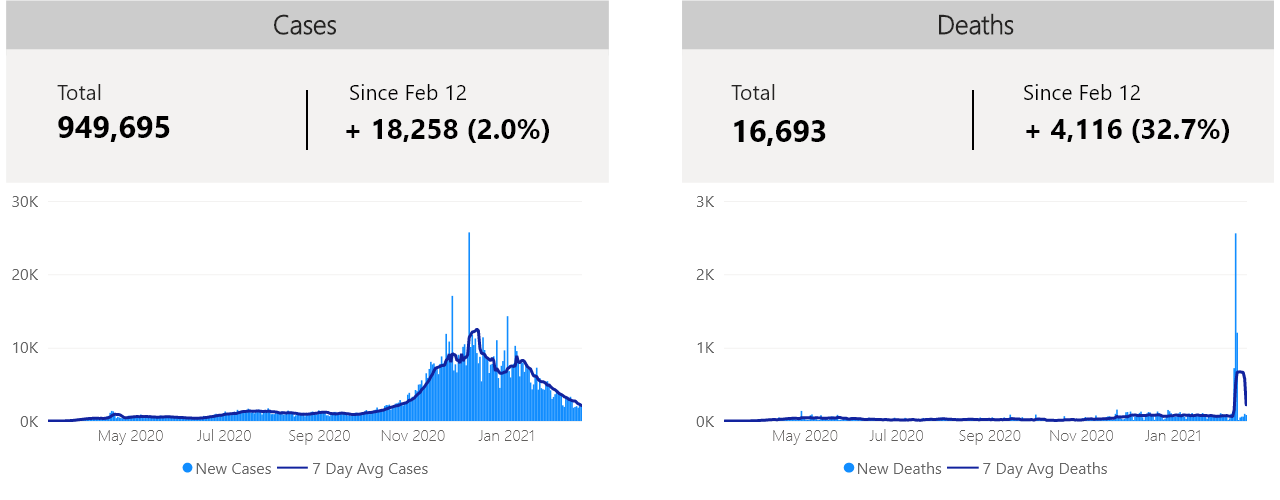 Cases
Total
949,695
Since Feb 12
+ 18,258 (2.0%)
30K
20K
10K
0K
May 2020 Jul 2020 Sep 2020 Nov 2020 Jan 2021
New Cases 7 Day Avg Cases
Deaths
Total
16,693
Since Feb 12
+ 4,116 (32.7%)
3K
2K
1K
0K
May 2020 Jul 2020 Sep 2020 Nov 2020 Jan 2021
New Deaths 7 Day Avg Deaths